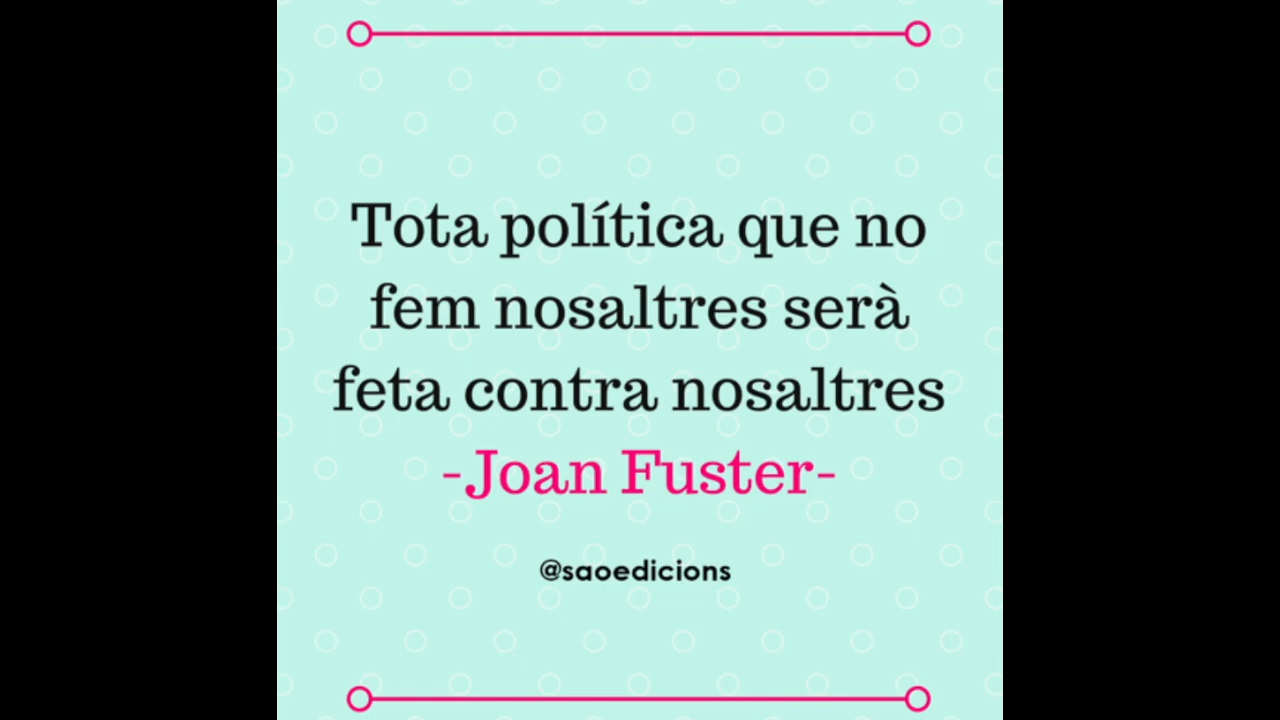 Tota política que no
fem nosaltres serà
feta contra nosaltres
-Joan Fuster-
@saoedicions